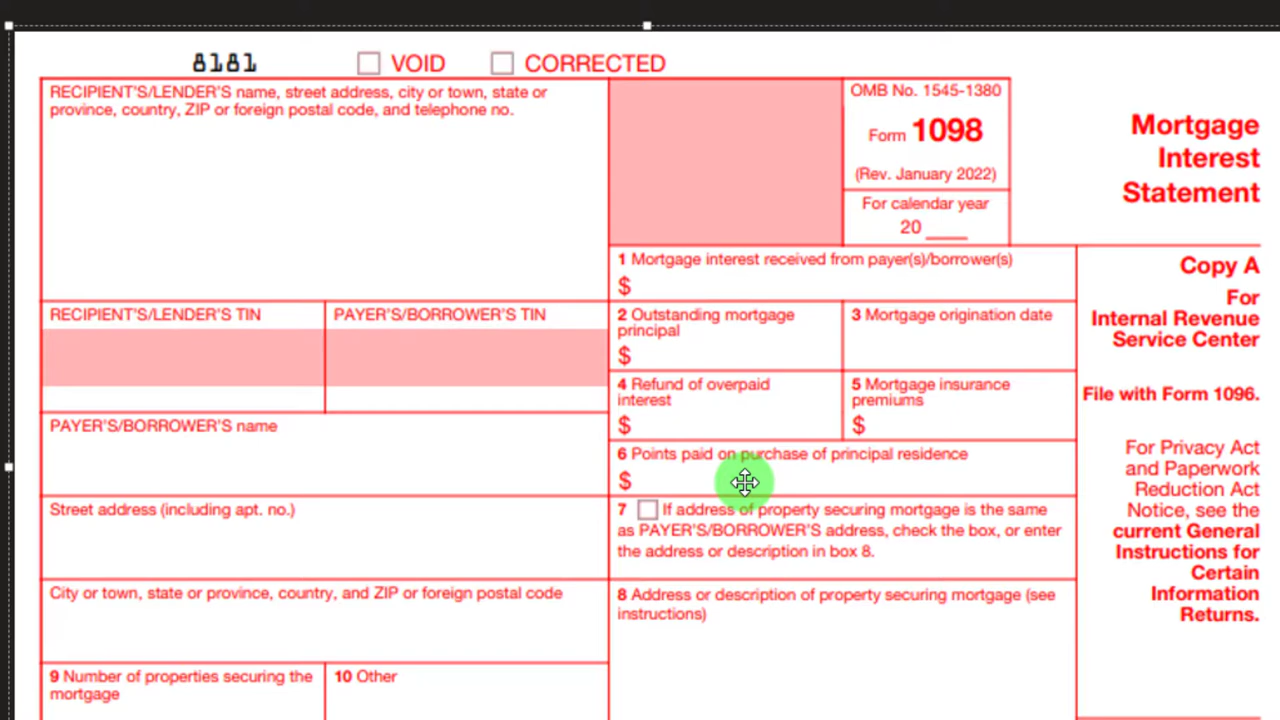 8181 VOID CORRECTED
RECIPIENT'S/LENDER'S name, street address, city or town, state or
province, country, ZIP or foreign postal code, and telephone no.
OMB No. 1545-1380
Form 1098
(Rev. January 2022)
For calendar year
20 ____
Mortgage
Interest
Statement
1 Mortgage interest received from payer(s)/borrower(s)
$
Copy A
For
Internal Revenue
Service Center
File with Form 1096.
For Privacy Act
and Paperwork
Reduction Act
Notice, see the
current General
Instructions for
Certain
Information
Returns.
RECIPIENT'S/LENDER'S TIN
PAYER'S/BORROWER'S TIN
2 Outstanding mortgage
principal
$
3 Mortgage origination date
4 Refund of overpaid
interest
$
5 Mortgage insurance
premiums
$
PAYER'S/BORROWER'S name
6 Points paid on purchase of principal residence
$
Street address (including apt. no.)
7 If address of property securing mortgage is the same
as PAYER'S/BORROWER'S address, check the box, or enter
the address or description in box 8.
City or town, state or province, country, and ZIP or foreign postal code
8 Address or description of property securing mortgage (see
instructions)
9 Number of properties securing the
mortgage
10 Other